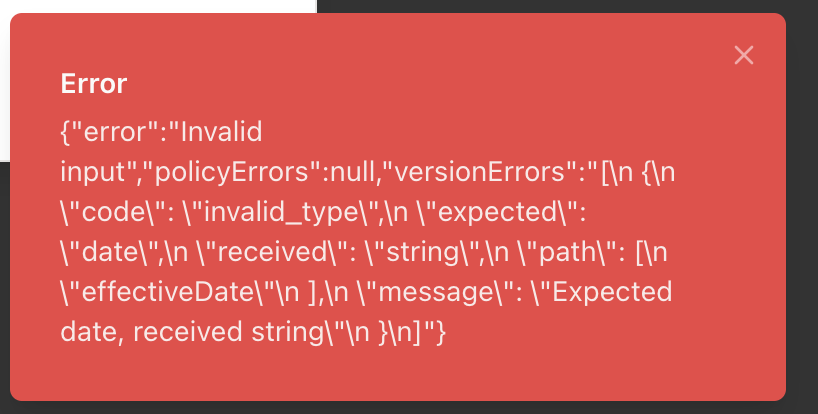 Error
{"error":"Invalid
input","policyErrors":null,"versionErrors":"[\n {\n
\"code\": \"invalid_type\",\n \"expected\":
\"date\",\n \"received\": \"string\",\n \"path\": [\n
\"effectiveDate\"\n ],\n \"message\": \"Expected
date, received string\"\n }\n]"}